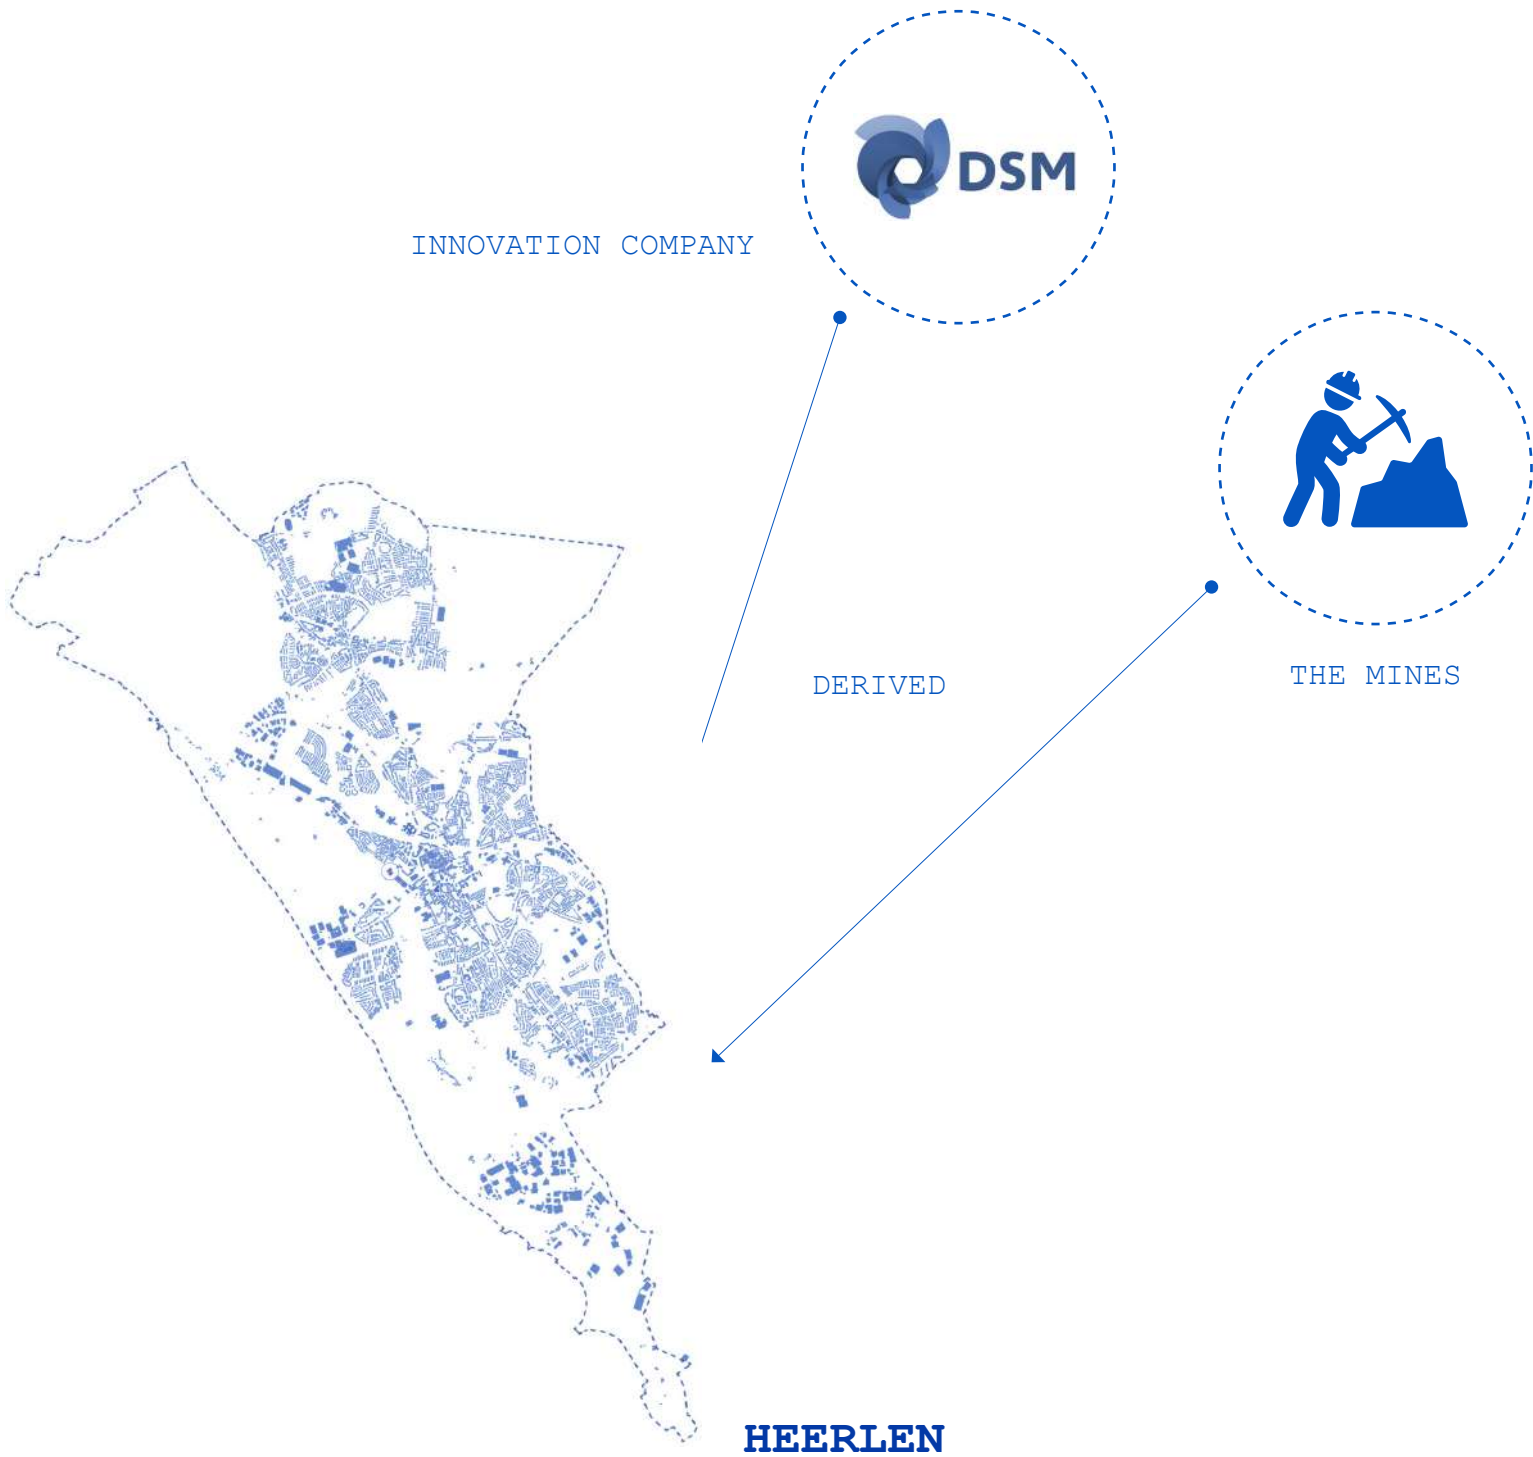 DSM
INNOVATION COMPANY
THE MINES
DERIVED
HEERLEN